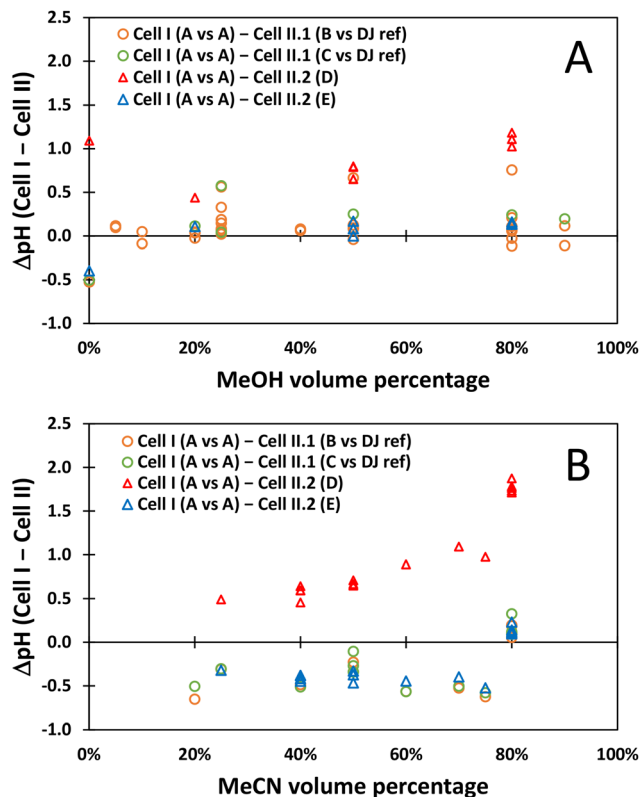 2.5
Cell I (A vs A) – Cell II.1 (B vs DJ ref)
A
2.0
Cell I (A vs A) – Cell II.1 (C vs DJ ref)
Cell I (A vs A) – Cell II.2 (D)
1.5
Cell I (A vs A) – Cell II.2 (E)
1.0
0.5
0.0
-0.5
-1.0
ΔpH (Cell I – Cell II)
0% 20% 40% 60% 80% 100%
MeOH volume percentage
2.5
Cell I (A vs A) – Cell II.1 (B vs DJ ref)
B
2.0
Cell I (A vs A) – Cell II.1 (C vs DJ ref)
Cell I (A vs A) – Cell II.2 (D)
1.5
Cell I (A vs A) – Cell II.2 (E)
1.0
0.5
0.0
-0.5
-1.0
ΔpH (Cell I – Cell II)
0% 20% 40% 60% 80% 100%
MeCN volume percentage